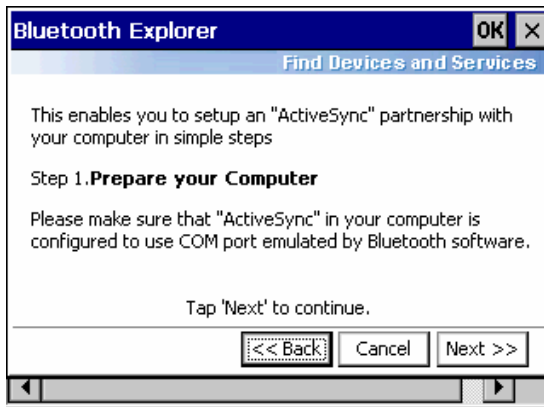 Bluetooth Explorer OK ×
Find Devices and Services
This enables you to setup an "ActiveSync" partnership with
your computer in simple steps
Step 1.Prepare your Computer
Please make sure that "ActiveSync" in your computer is
configured to use COM port emulated by Bluetooth software.
Tap 'Next' to continue.
<< Back Cancel Next >>